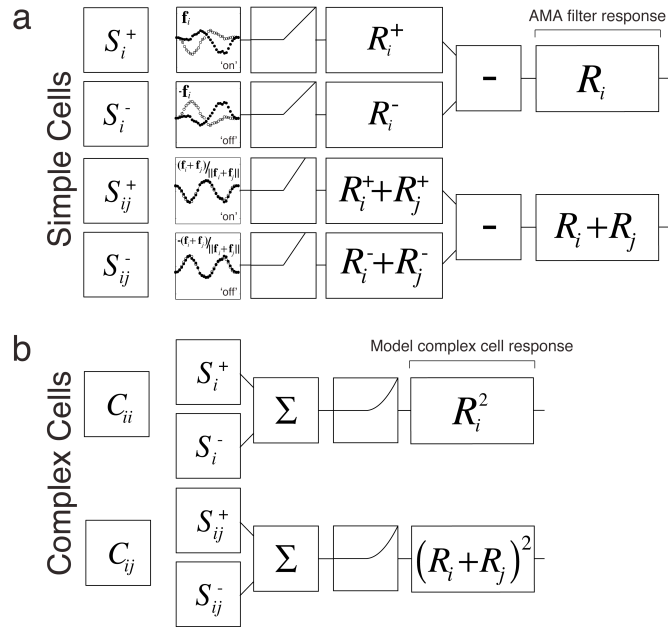 a
Simple Cells
AMA filter response
S_i^+
f_i
'on'
R_i^+
-
R_i
S_i^-
-f_i
'off'
R_i^-
S_ij^+
(f_i+f_j)/||f_i+f_j||
'on'
R_i^+ + R_j^+
-
R_i+R_j
S_ij^-
-(f_i+f_j)/||f_i+f_j||
'off'
R_i^- + R_j^-
b
Complex Cells
Model complex cell response
C_ii
S_i^+
S_i^-
Σ
R_i^2
C_ij
S_ij^+
S_ij^-
Σ
(R_i+R_j)^2